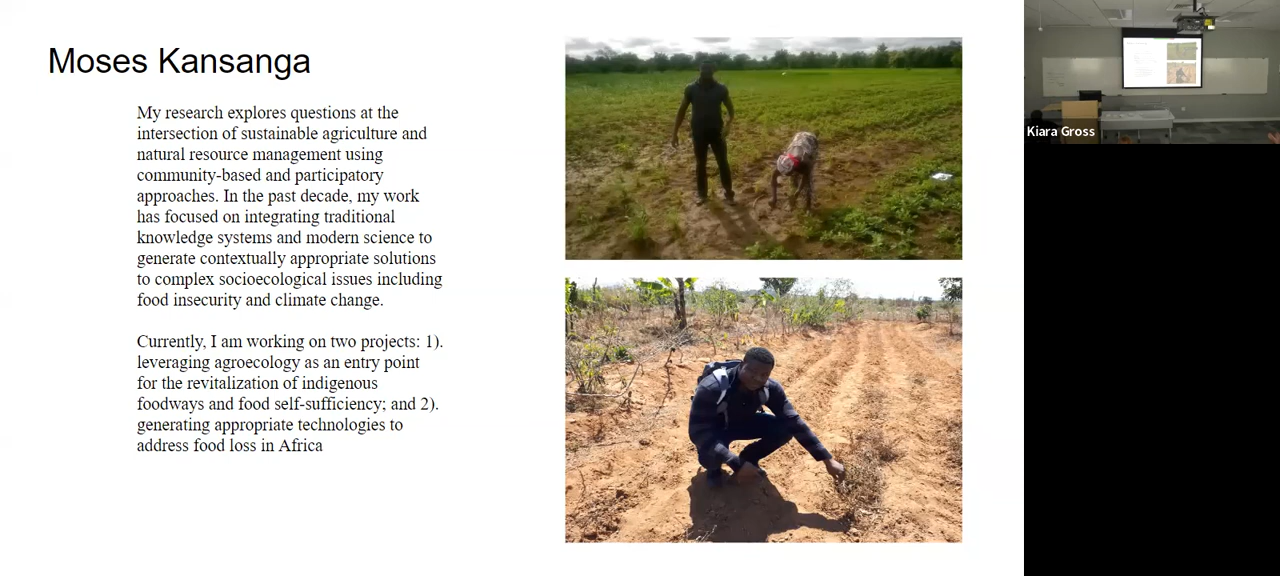 Moses Kansanga
My research explores questions at the
intersection of sustainable agriculture and
natural resource management using
community-based and participatory
approaches. In the past decade, my work
has focused on integrating traditional
knowledge systems and modern science to
generate contextually appropriate solutions
to complex socioecological issues including
food insecurity and climate change.
Currently, I am working on two projects: 1).
leveraging agroecology as an entry point
for the revitalization of indigenous
foodways and food self-sufficiency; and 2).
generating appropriate technologies to
address food loss in Africa
Kiara Gross